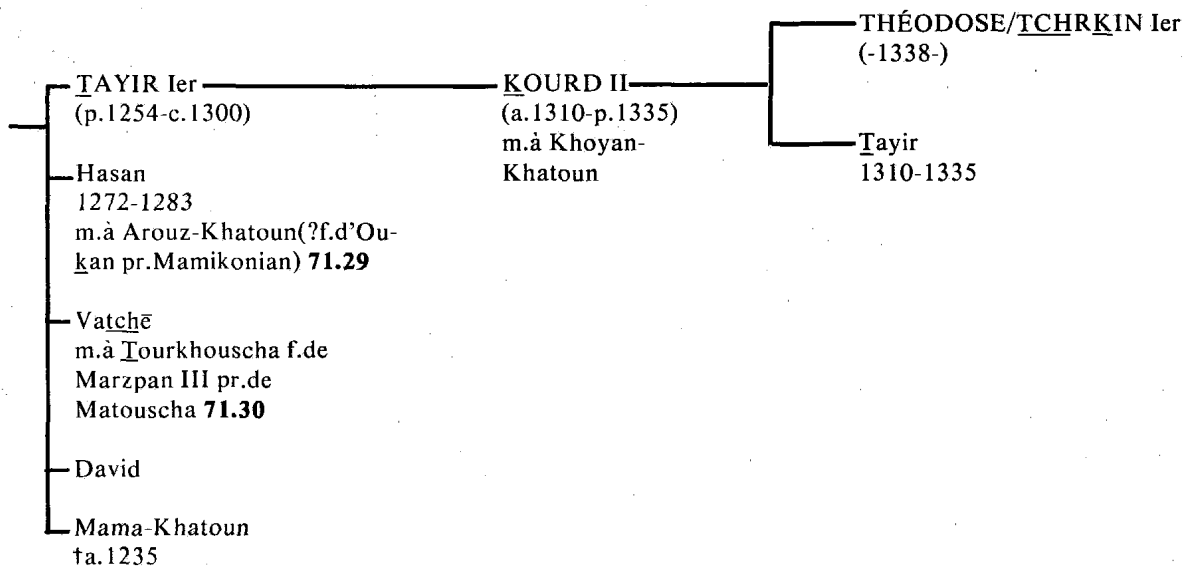 THÉODOSE/TCHRKIN Ier
(-1338-)
TAYIR Ier
(p.1254-c.1300)
KOURD II
(a.1310-p.1335)
m.à Khoyan-
Khatoun
Tayir
1310-1335
Hasan
1272-1283
m.à Arouz-Khatoun(?f.d'Ou-
kan pr.Mamikonian) 71.29
Vatchē
m.à Tourkhouscha f.de
Marzpan III pr.de
Matouscha 71.30
David
Mama-Khatoun
†a.1235